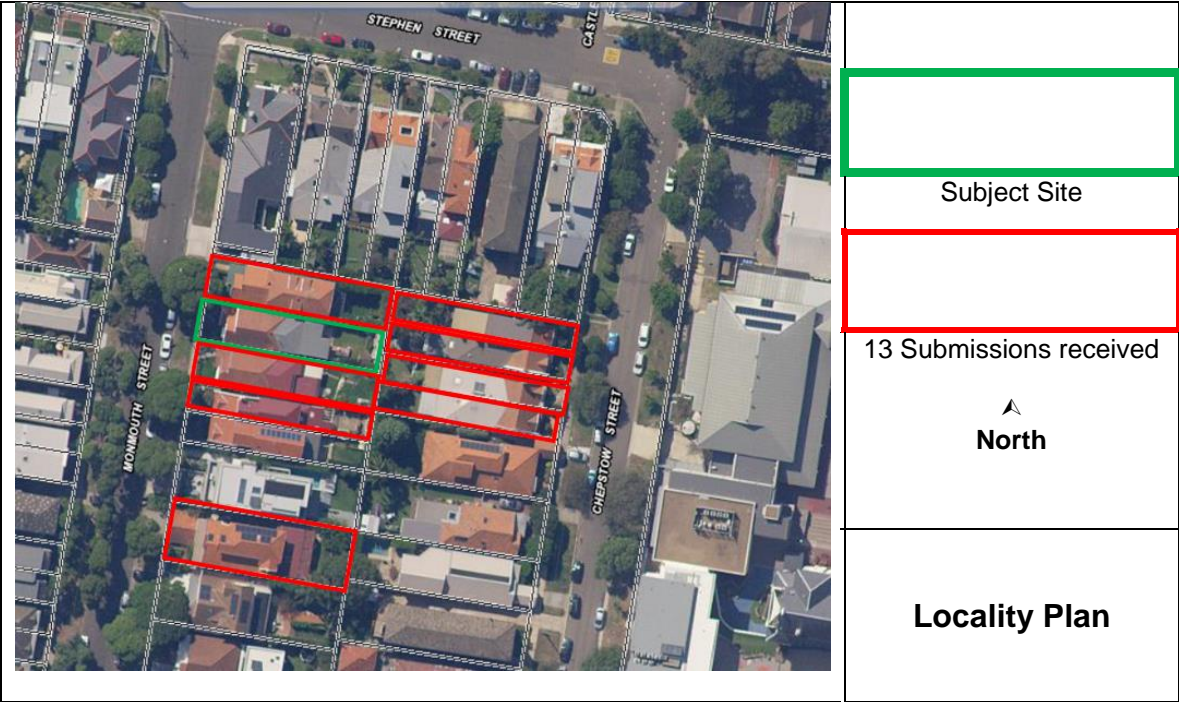 STEPHEN STREET
CASTLE
MONMOUTH STREET
CHEPSTOW STREET
Subject Site
13 Submissions received
North
Locality Plan